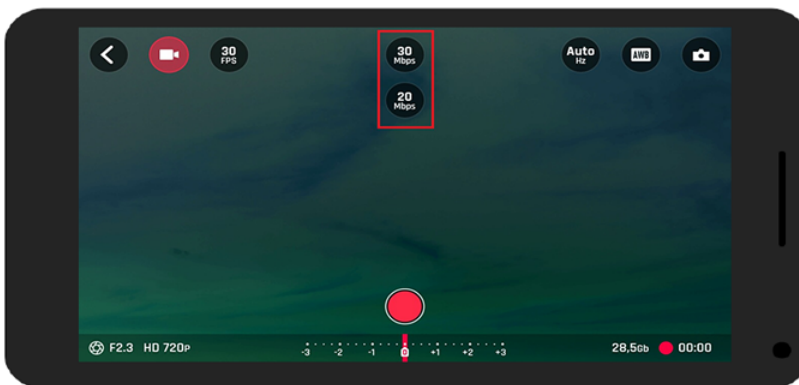 30 FPS
30 Mbps
20 Mbps
Auto Hz
AWB
F2.3 HD 720P
-3 -2 -1 0 +1 +2 +3
28,5Gb 00:00